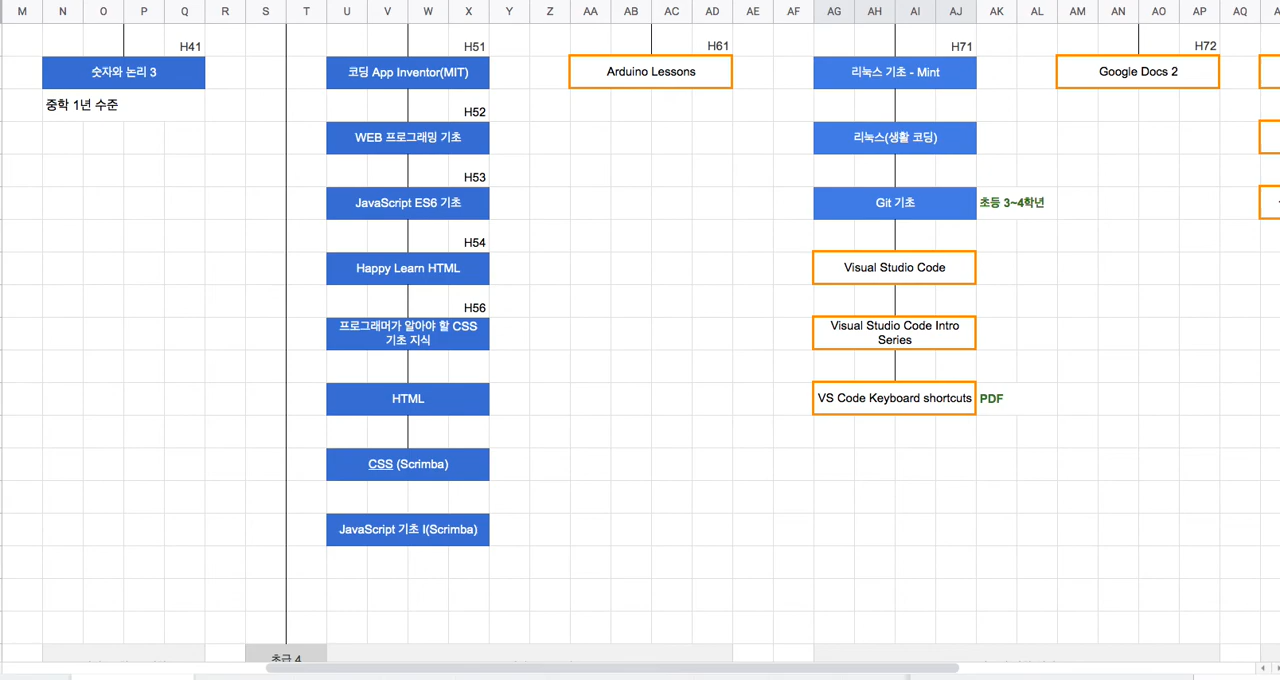 M N O P Q R S T U V W X Y Z AA AB AC AD AE AF AG AH AI AJ AK AL AM AN AO AP AQ
H41 H51 H61 H71 H72
숫자와 논리 3
코딩 App Inventor(MIT)
Arduino Lessons
리눅스 기초 - Mint
Google Docs 2
중학 1년 수준
H52
WEB 프로그래밍 기초
리눅스(생활 코딩)
H53
JavaScript ES6 기초
Git 기초
초등 3~4학년
H54
Happy Learn HTML
Visual Studio Code
H56
프로그래머가 알아야 할 CSS
기초 지식
Visual Studio Code Intro
Series
HTML
VS Code Keyboard shortcuts
PDF
CSS (Scrimba)
JavaScript 기초 I(Scrimba)
초급 4